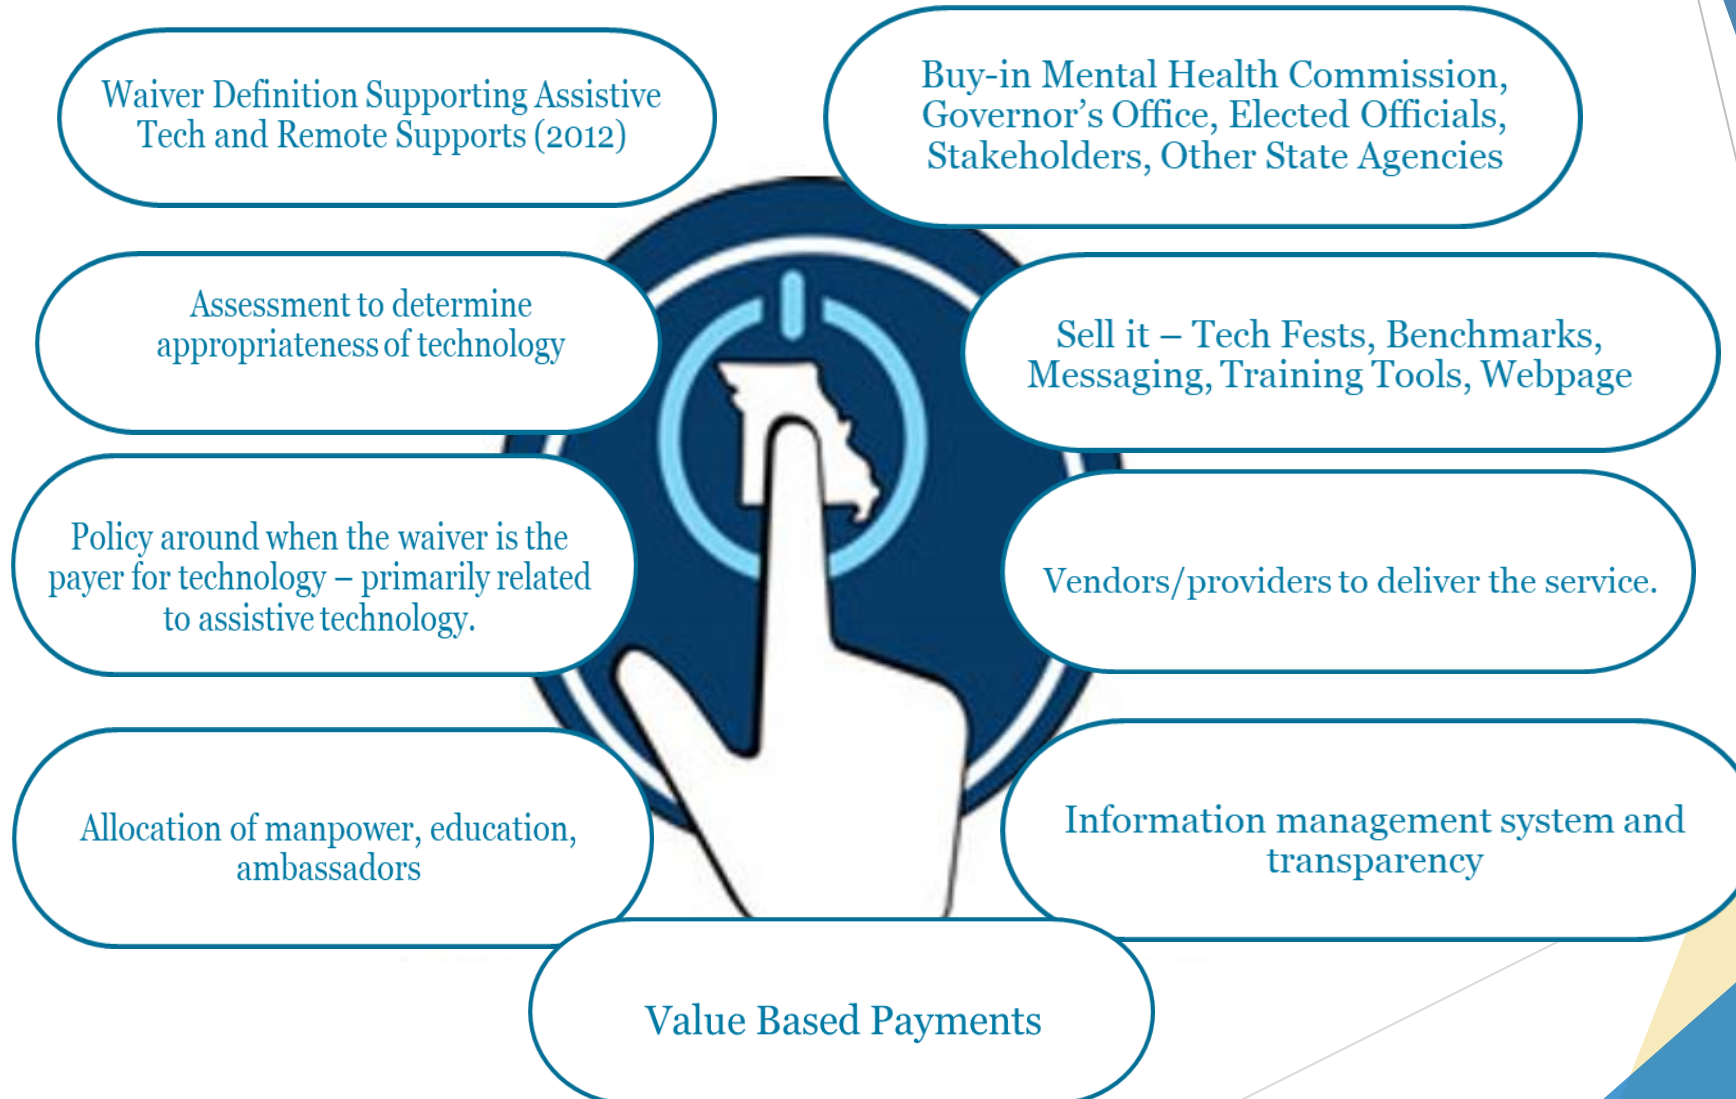 Waiver Definition Supporting Assistive
Tech and Remote Supports (2012)
Buy-in Mental Health Commission,
Governor’s Office, Elected Officials,
Stakeholders, Other State Agencies
Assessment to determine
appropriateness of technology
Sell it – Tech Fests, Benchmarks,
Messaging, Training Tools, Webpage
Policy around when the waiver is the
payer for technology – primarily related
to assistive technology.
Vendors/providers to deliver the service.
Allocation of manpower, education,
ambassadors
Information management system and
transparency
Value Based Payments